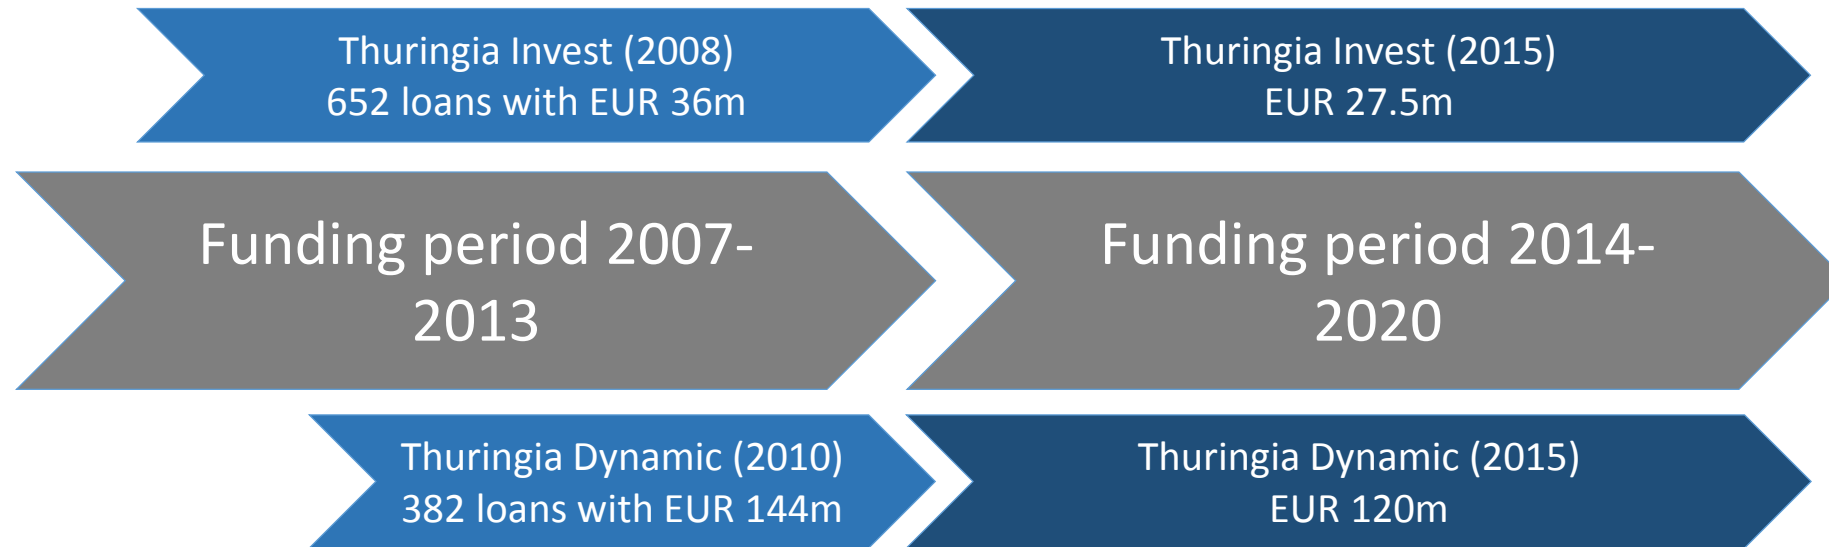 Thuringia Invest (2008)
652 loans with EUR 36m
Thuringia Invest (2015)
EUR 27.5m
Funding period 2007-
2013
Funding period 2014-
2020
Thuringia Dynamic (2010)
382 loans with EUR 144m
Thuringia Dynamic (2015)
EUR 120m